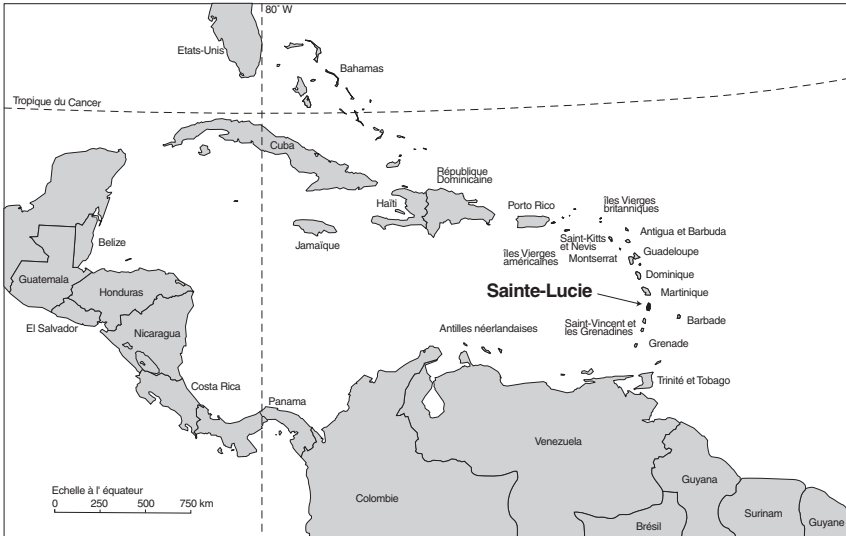 80° W
Etats-Unis
Bahamas
Tropique du Cancer
Cuba
République
Dominicaine
Haïti
Porto Rico
îles Vierges
britanniques
Jamaïque
Saint-Kitts
et Nevis
Antigua et Barbuda
îles Vierges
américaines
Montserrat
Guadeloupe
Belize
Dominique
Guatemala
Honduras
Sainte-Lucie
Martinique
El Salvador
Nicaragua
Antilles néerlandaises
Saint-Vincent et
les Grenadines
Barbade
Grenade
Costa Rica
Trinité et Tobago
Panama
Venezuela
Guyana
Echelle à l' équateur
0 250 500 750 km
Colombie
Surinam
Brésil
Guyane